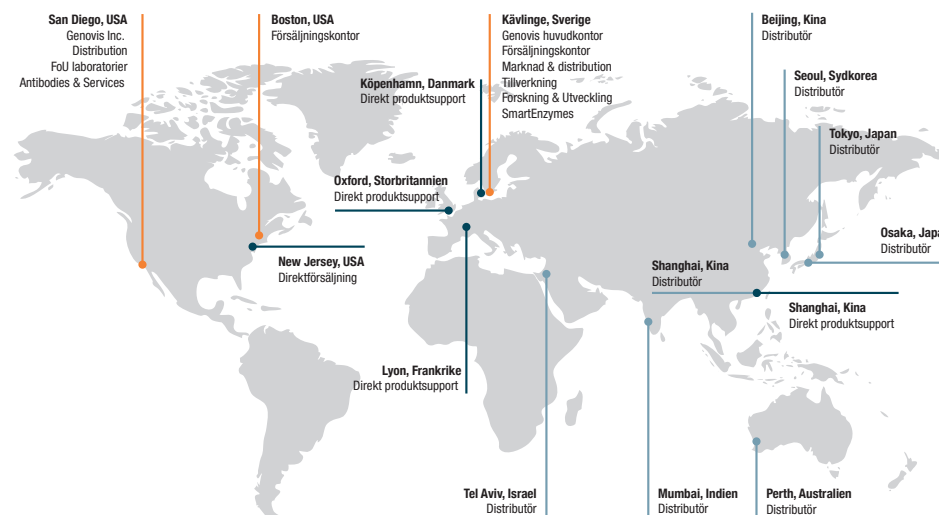 San Diego, USA
Genovis Inc.
Distribution
FoU laboratorier
Antibodies & Services
Boston, USA
Försäljningskontor
Kävlinge, Sverige
Genovis huvudkontor
Försäljningskontor
Marknad & distribution
Tillverkning
Forskning & Utveckling
SmartEnzymes
Beijing, Kina
Distributör
Köpenhamn, Danmark
Direkt produktsupport
Seoul, Sydkorea
Distributör
Tokyo, Japan
Distributör
Oxford, Storbritannien
Direkt produktsupport
Osaka, Japa
Distributör
New Jersey, USA
Direktförsäljning
Shanghai, Kina
Distributör
Shanghai, Kina
Direkt produktsupport
Lyon, Frankrike
Direkt produktsupport
Tel Aviv, Israel
Distributör
Mumbai, Indien
Distributör
Perth, Australien
Distributör